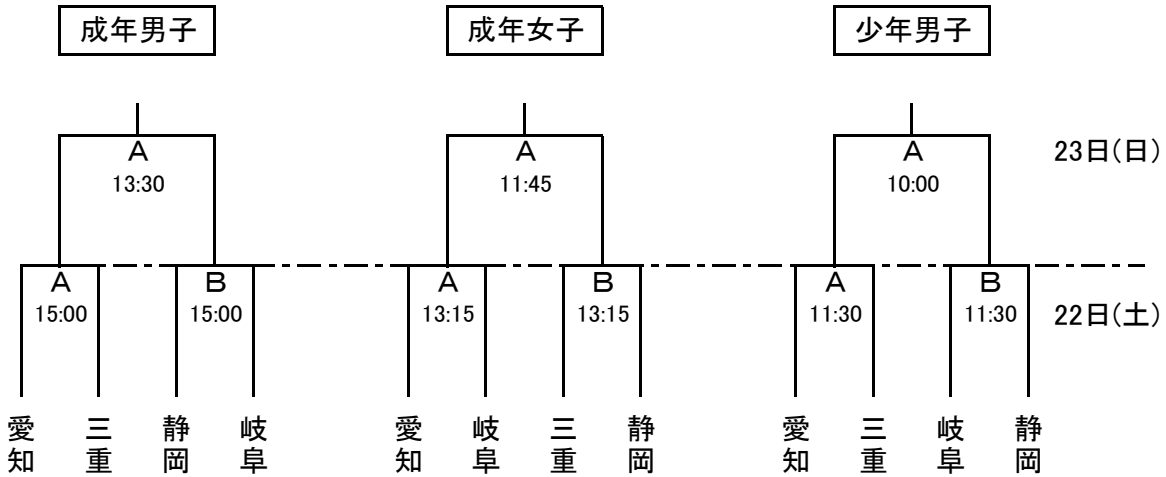 成年男子 成年女子 少年男子
A A A 23日(日)
13:30 11:45 10:00
A B A B A B
15:00 15:00 13:15 13:15 11:30 11:30 22日(土)
愛知 三重 静岡 岐阜 愛知 岐阜 三重 静岡 愛知 三重 岐阜 静岡